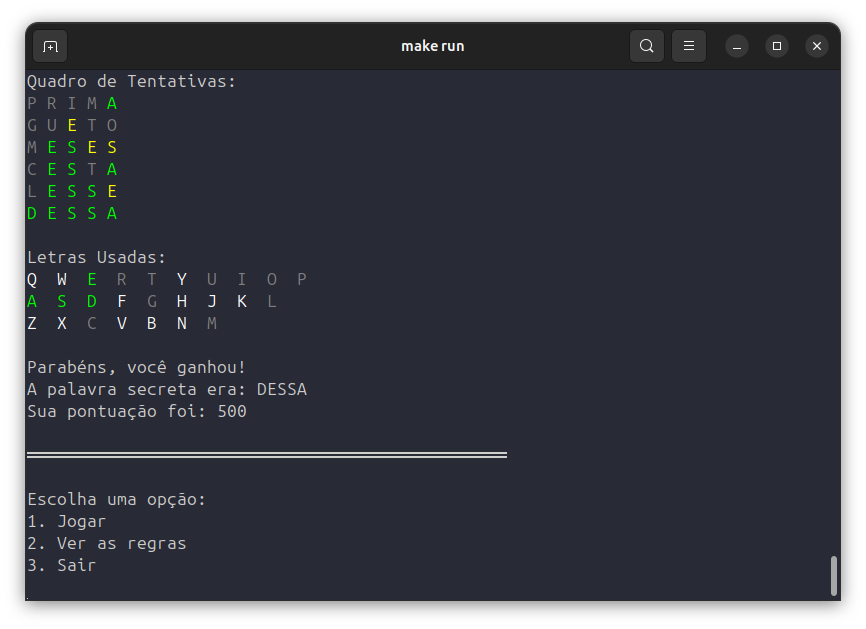 make run
Quadro de Tentativas:
P R I M A
G U E T O
M E S E S
C E S T A
L E S S E
D E S S A
Letras Usadas:
Q W E R T Y U I O P
A S D F G H J K L
Z X C V B N M
Parabéns, você ganhou!
A palavra secreta era: DESSA
Sua pontuação foi: 500
Escolha uma opção:
1. Jogar
2. Ver as regras
3. Sair